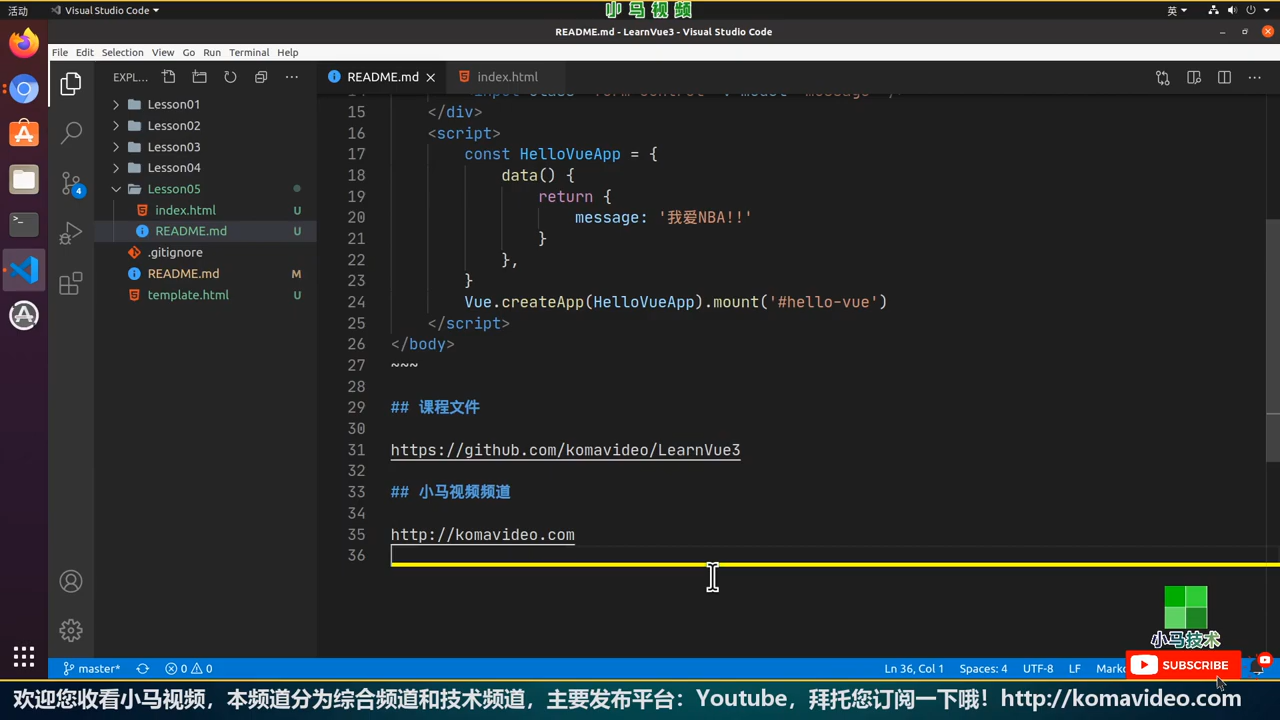 活动
Visual Studio Code
小马视频
英
README.md - LearnVue3 - Visual Studio Code
File Edit Selection View Go Run Terminal Help
EXPL...
README.md
index.html
Lesson01
Lesson02
Lesson03
Lesson04
Lesson05
index.html U
README.md U
.gitignore
README.md M
template.html U
4
15 </div>
16 <script>
17 const HelloVueApp = {
18 data() {
19 return {
20 message: '我爱NBA!!'
21 }
22 },
23 }
24 Vue.createApp(HelloVueApp).mount('#hello-vue')
25 </script>
26 </body>
27 ~~~
28
29 ## 课程文件
30
31 https://github.com/komavideo/LearnVue3
32
33 ## 小马视频频道
34
35 http://komavideo.com
36
小马技术
SUBSCRIBE
master* 0 0 Ln 36, Col 1 Spaces: 4 UTF-8 LF
欢迎您收看小马视频，本频道分为综合频道和技术频道，主要发布平台：Youtube，拜托您订阅一下哦！http://komavideo.com